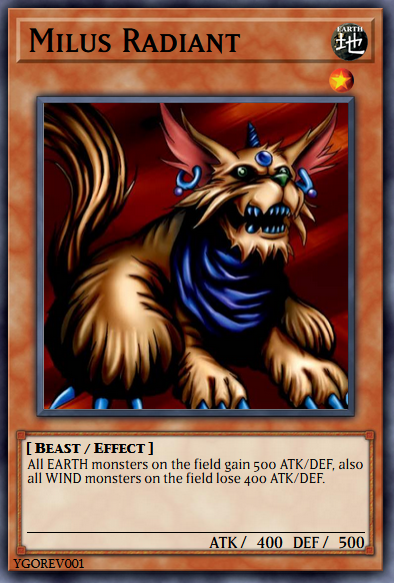 MILUS RADIANT
EARTH
地
[ BEAST / EFFECT ]
All EARTH monsters on the field gain 500 ATK/DEF, also
all WIND monsters on the field lose 400 ATK/DEF.
ATK / 400 DEF / 500
YGOREV001